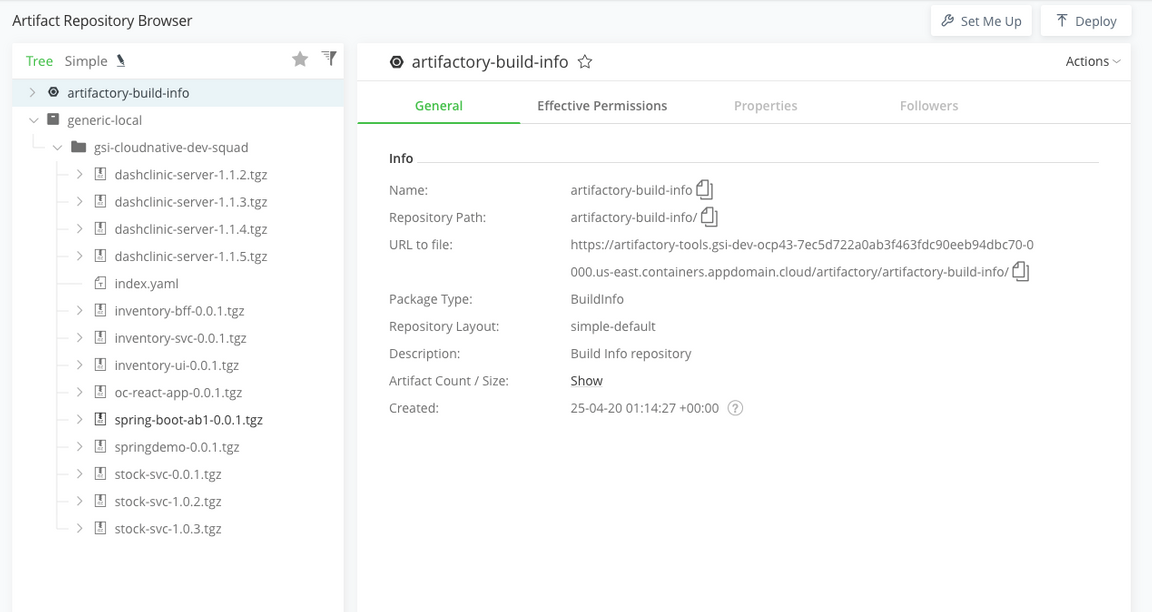 Artifact Repository Browser
Set Me Up
Deploy
Tree
Simple
artifactory-build-info
generic-local
gsi-cloudnative-dev-squad
dashclinic-server-1.1.2.tgz
dashclinic-server-1.1.3.tgz
dashclinic-server-1.1.4.tgz
dashclinic-server-1.1.5.tgz
index.yaml
inventory-bff-0.0.1.tgz
inventory-svc-0.0.1.tgz
inventory-ui-0.0.1.tgz
oc-react-app-0.0.1.tgz
spring-boot-ab1-0.0.1.tgz
springdemo-0.0.1.tgz
stock-svc-0.0.1.tgz
stock-svc-1.0.2.tgz
stock-svc-1.0.3.tgz
artifactory-build-info
Actions
General
Effective Permissions
Properties
Followers
Info
Name: artifactory-build-info
Repository Path: artifactory-build-info/
URL to file: https://artifactory-tools.gsi-dev-ocp43-7ec5d722a0ab3f463fdc90eeb94dbc70-0
000.us-east.containers.appdomain.cloud/artifactory/artifactory-build-info/
Package Type: BuildInfo
Repository Layout: simple-default
Description: Build Info repository
Artifact Count / Size: Show
Created: 25-04-20 01:14:27 +00:00 ?